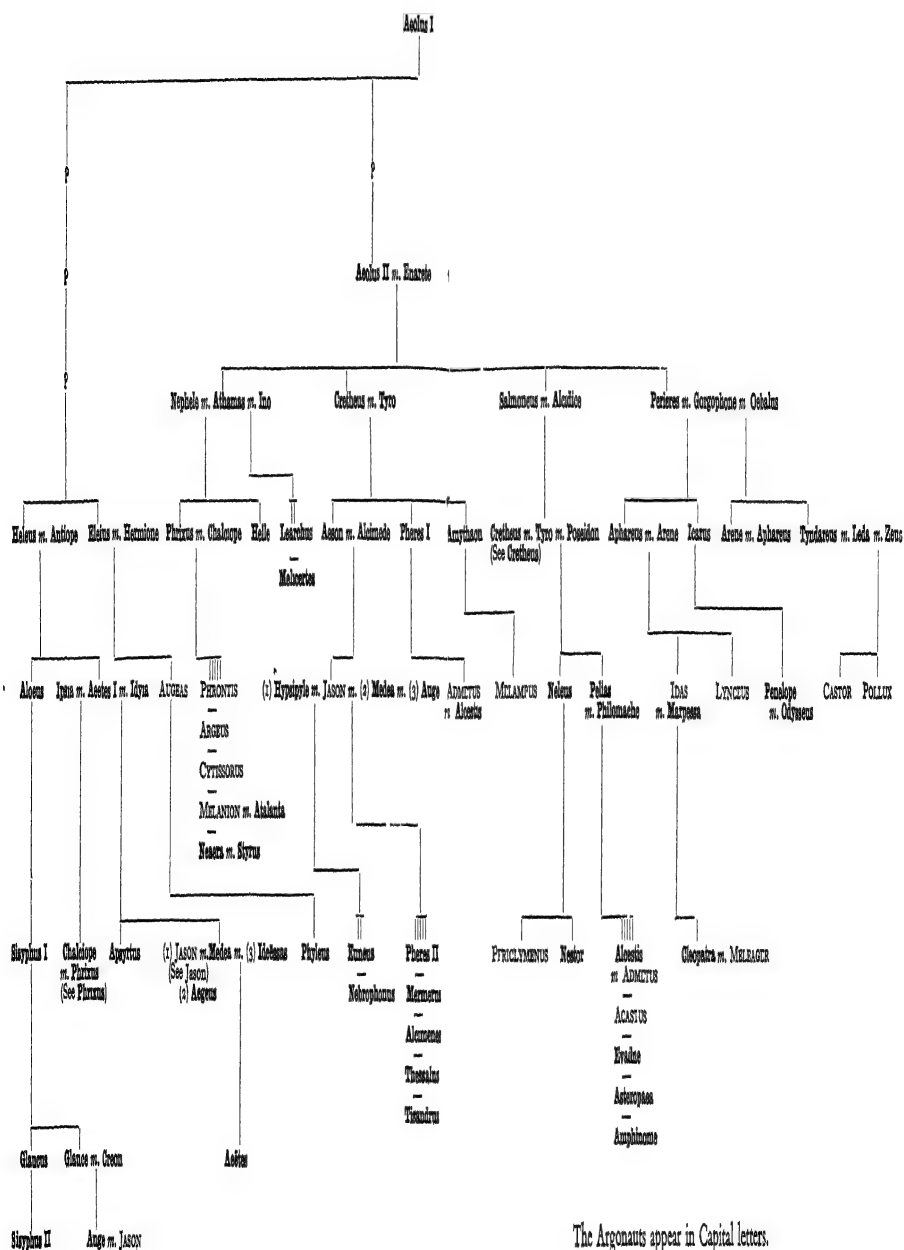 Aeolus I
Aeolus II m. Enarete
Nephele m. Athamas m. Ino
Cretheus m. Tyro
Salmoneus m. Alcidice
Perieres m. Gorgophone m Oebalus
Heleus m. Antiope
Eleius m. Hermione
Phrixus m. Chalciope
Helle
Learchus
Aeson m. Alcimede
Pheres I
Amythaon
Cretheus m. Tyro m. Poseidon
(See Cretheus)
Aphareus m. Arene
Icarus
Arene m. Aphareus
Tyndareus m. Leda m. Zeus
Melicertes
Aloeus
Ipsia m. Aeetes I m. Idyia
AUGEAS
PHRONTIS
(1) Hypsipyle m. JASON m. (2) Medea m. (3) Auge
ADMETUS
m Alcestis
MELAMPUS
Neleus
Pelias
m. Philomache
IDAS
m. Marpessa
LYNCEUS
Penelope
m. Odysseus
CASTOR
POLLUX
ARGEUS
CYTISSORUS
MELANION m. Atalanta
Neaera m. Styrus
Sisyphus I
Chalciope
m. Phrixus
(See Phrixus)
Apsyrtus
(1) JASON m. Medea m. (3) Thessus
(See Jason)
(2) Aegeus
Phyleus
Euneus
Nebrophonus
Pheres II
Mermerus
Alcimenes
Thessalus
Tisandrus
PERICLYMENUS
Nestor
Alcestis
m ADMETUS
ACASTUS
Evadne
Asteropaea
Amphinome
Cleopatra m. MELEAGER
Glaucus
Glauce m. Creon
Aeëtes
Sisyphus II
Auge m. JASON
The Argonauts appear in Capital letters.